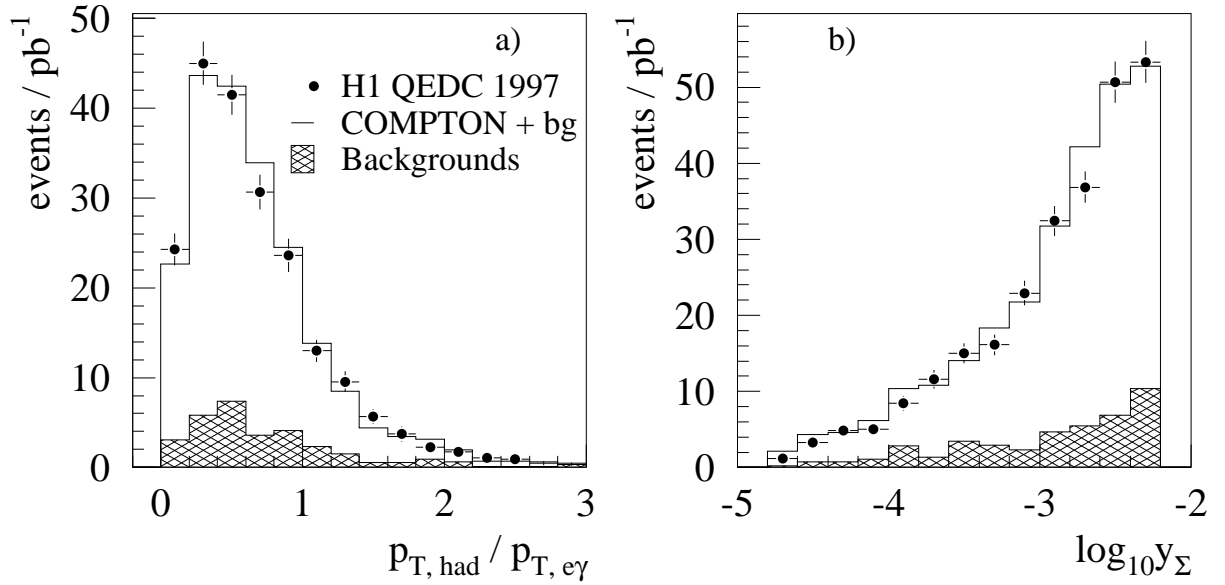 a)
H1 QEDC 1997
COMPTON + bg
Backgrounds
events / pb-1
50
40
30
20
10
0
0 1 2 3
pT, had / pT, eγ
b)
events / pb-1
50
40
30
20
10
0
-5 -4 -3 -2
log10yΣ